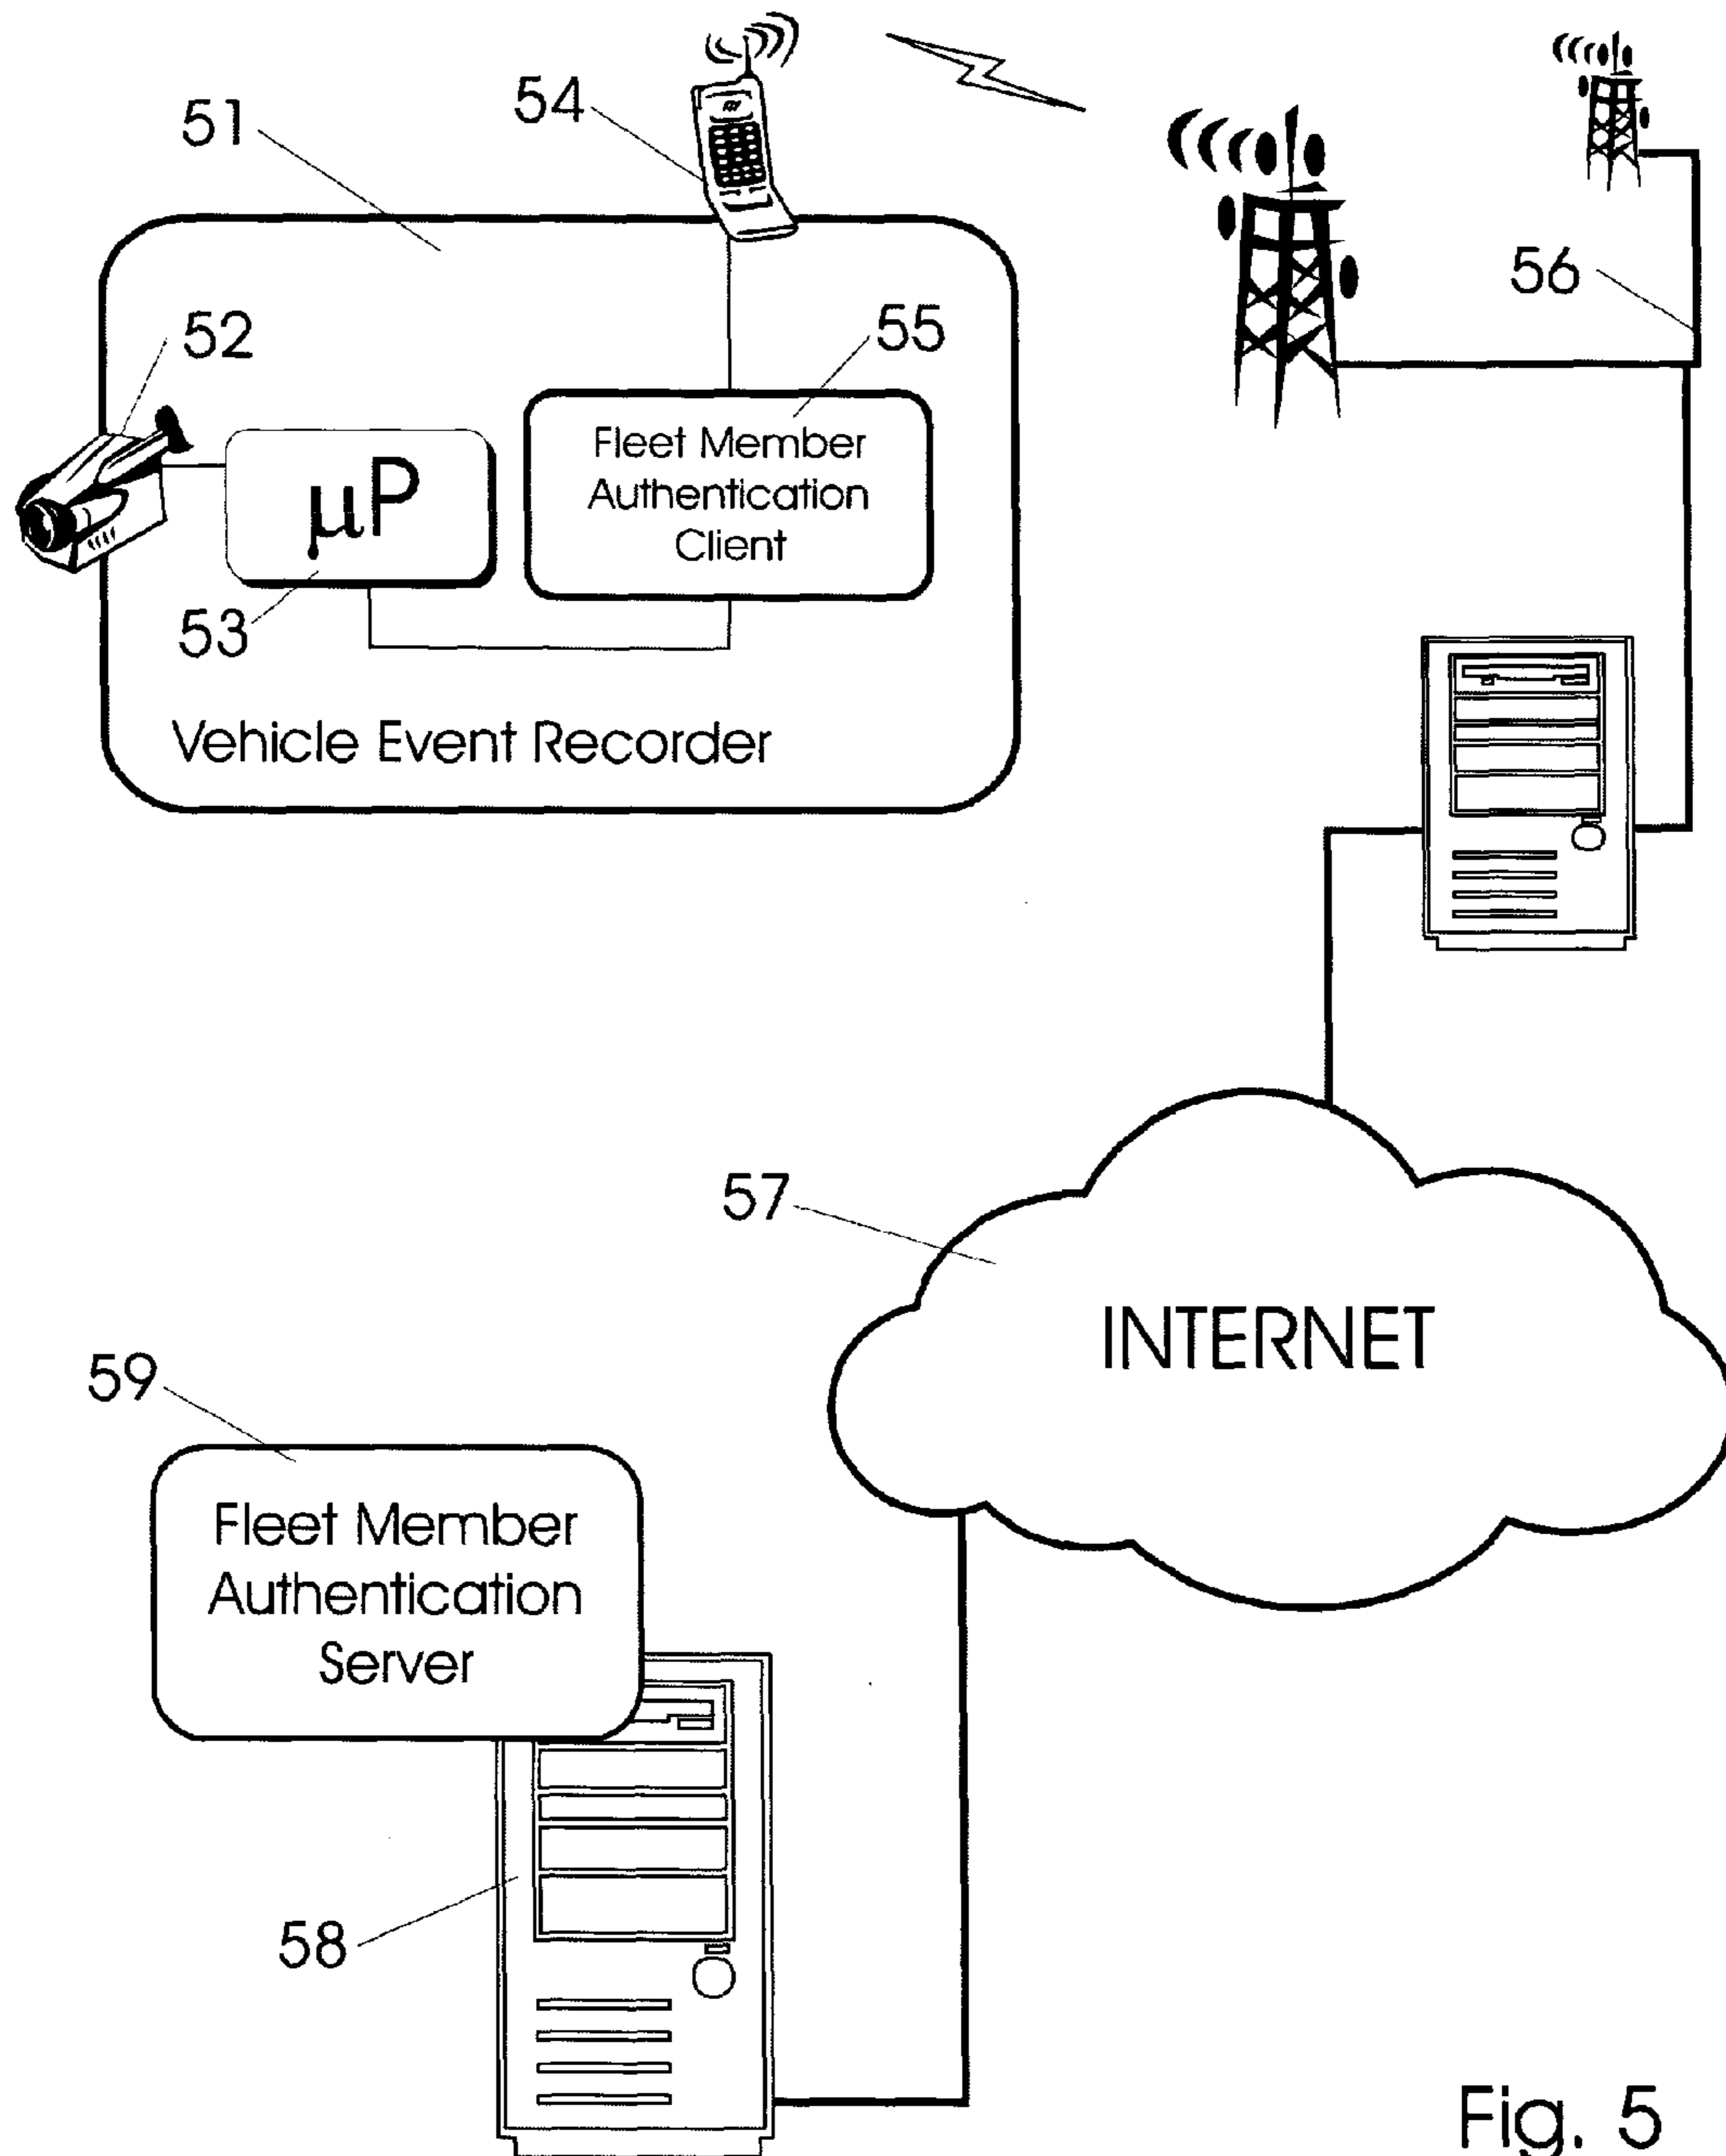 54
51
56
52
55
Fleet Member
Authentication
Client
µP
53
Vehicle Event Recorder
57
INTERNET
59
Fleet Member
Authentication
Server
58
Fig. 5